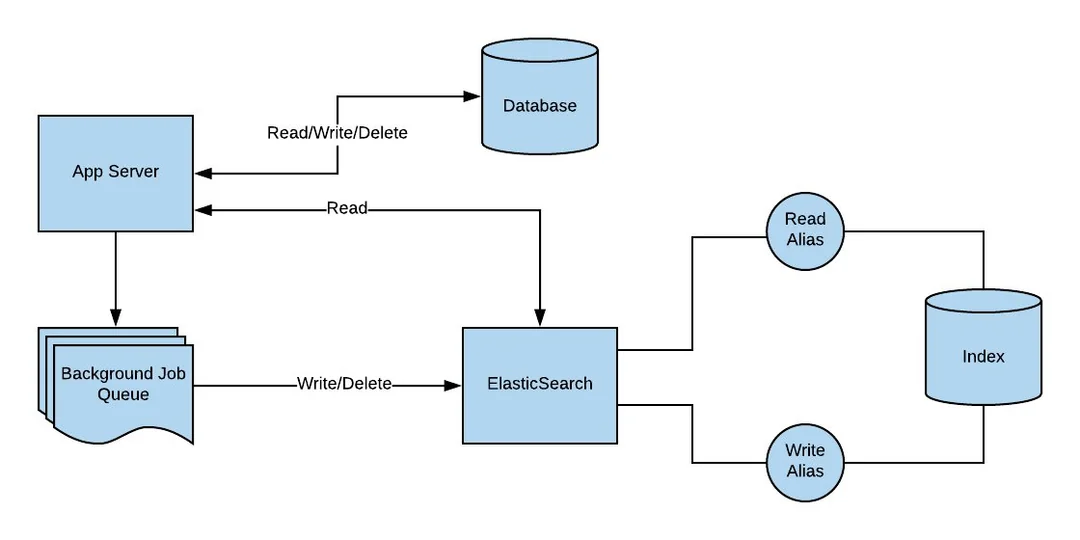 Database
Read/Write/Delete
App Server
Read
Read
Alias
Index
Background Job
Queue
Write/Delete
ElasticSearch
Write
Alias